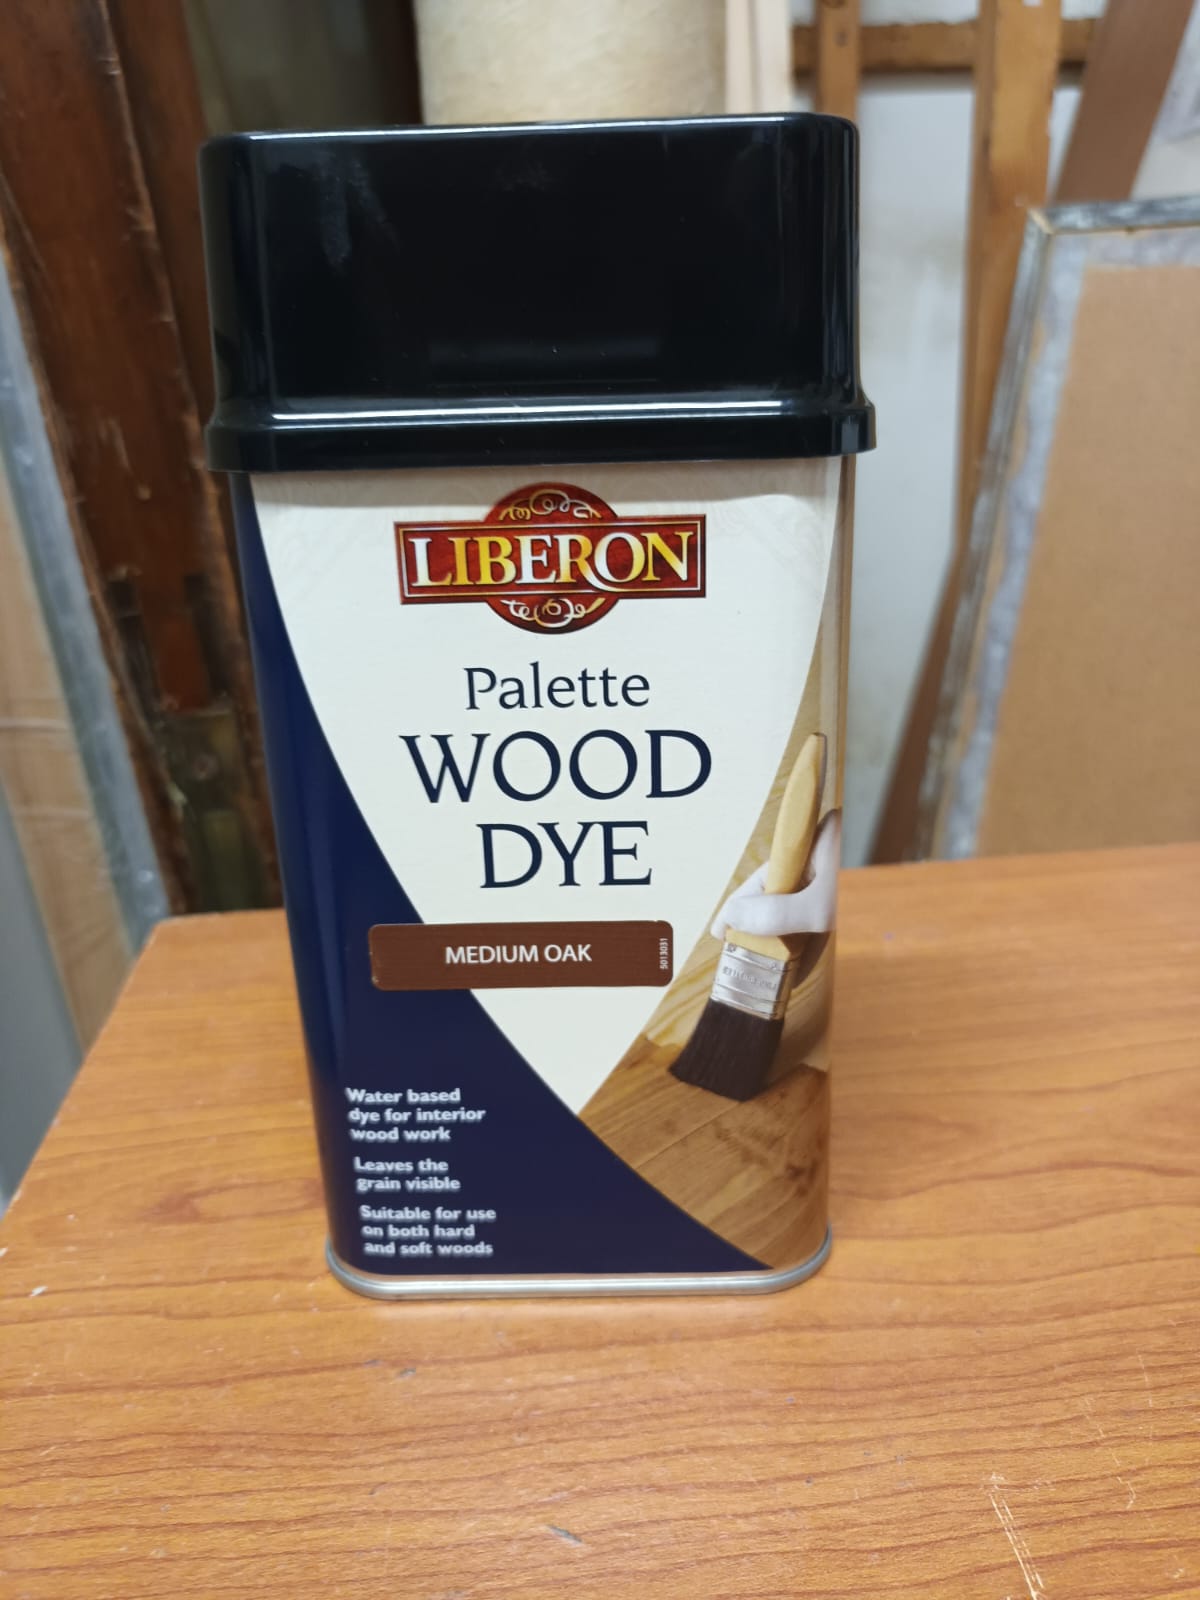 LIBERON
Palette
WOOD
DYE
MEDIUM OAK
5013031
Water based
dye for interior
wood work
Leaves the
grain visible
Suitable for use
on both hard
and soft woods